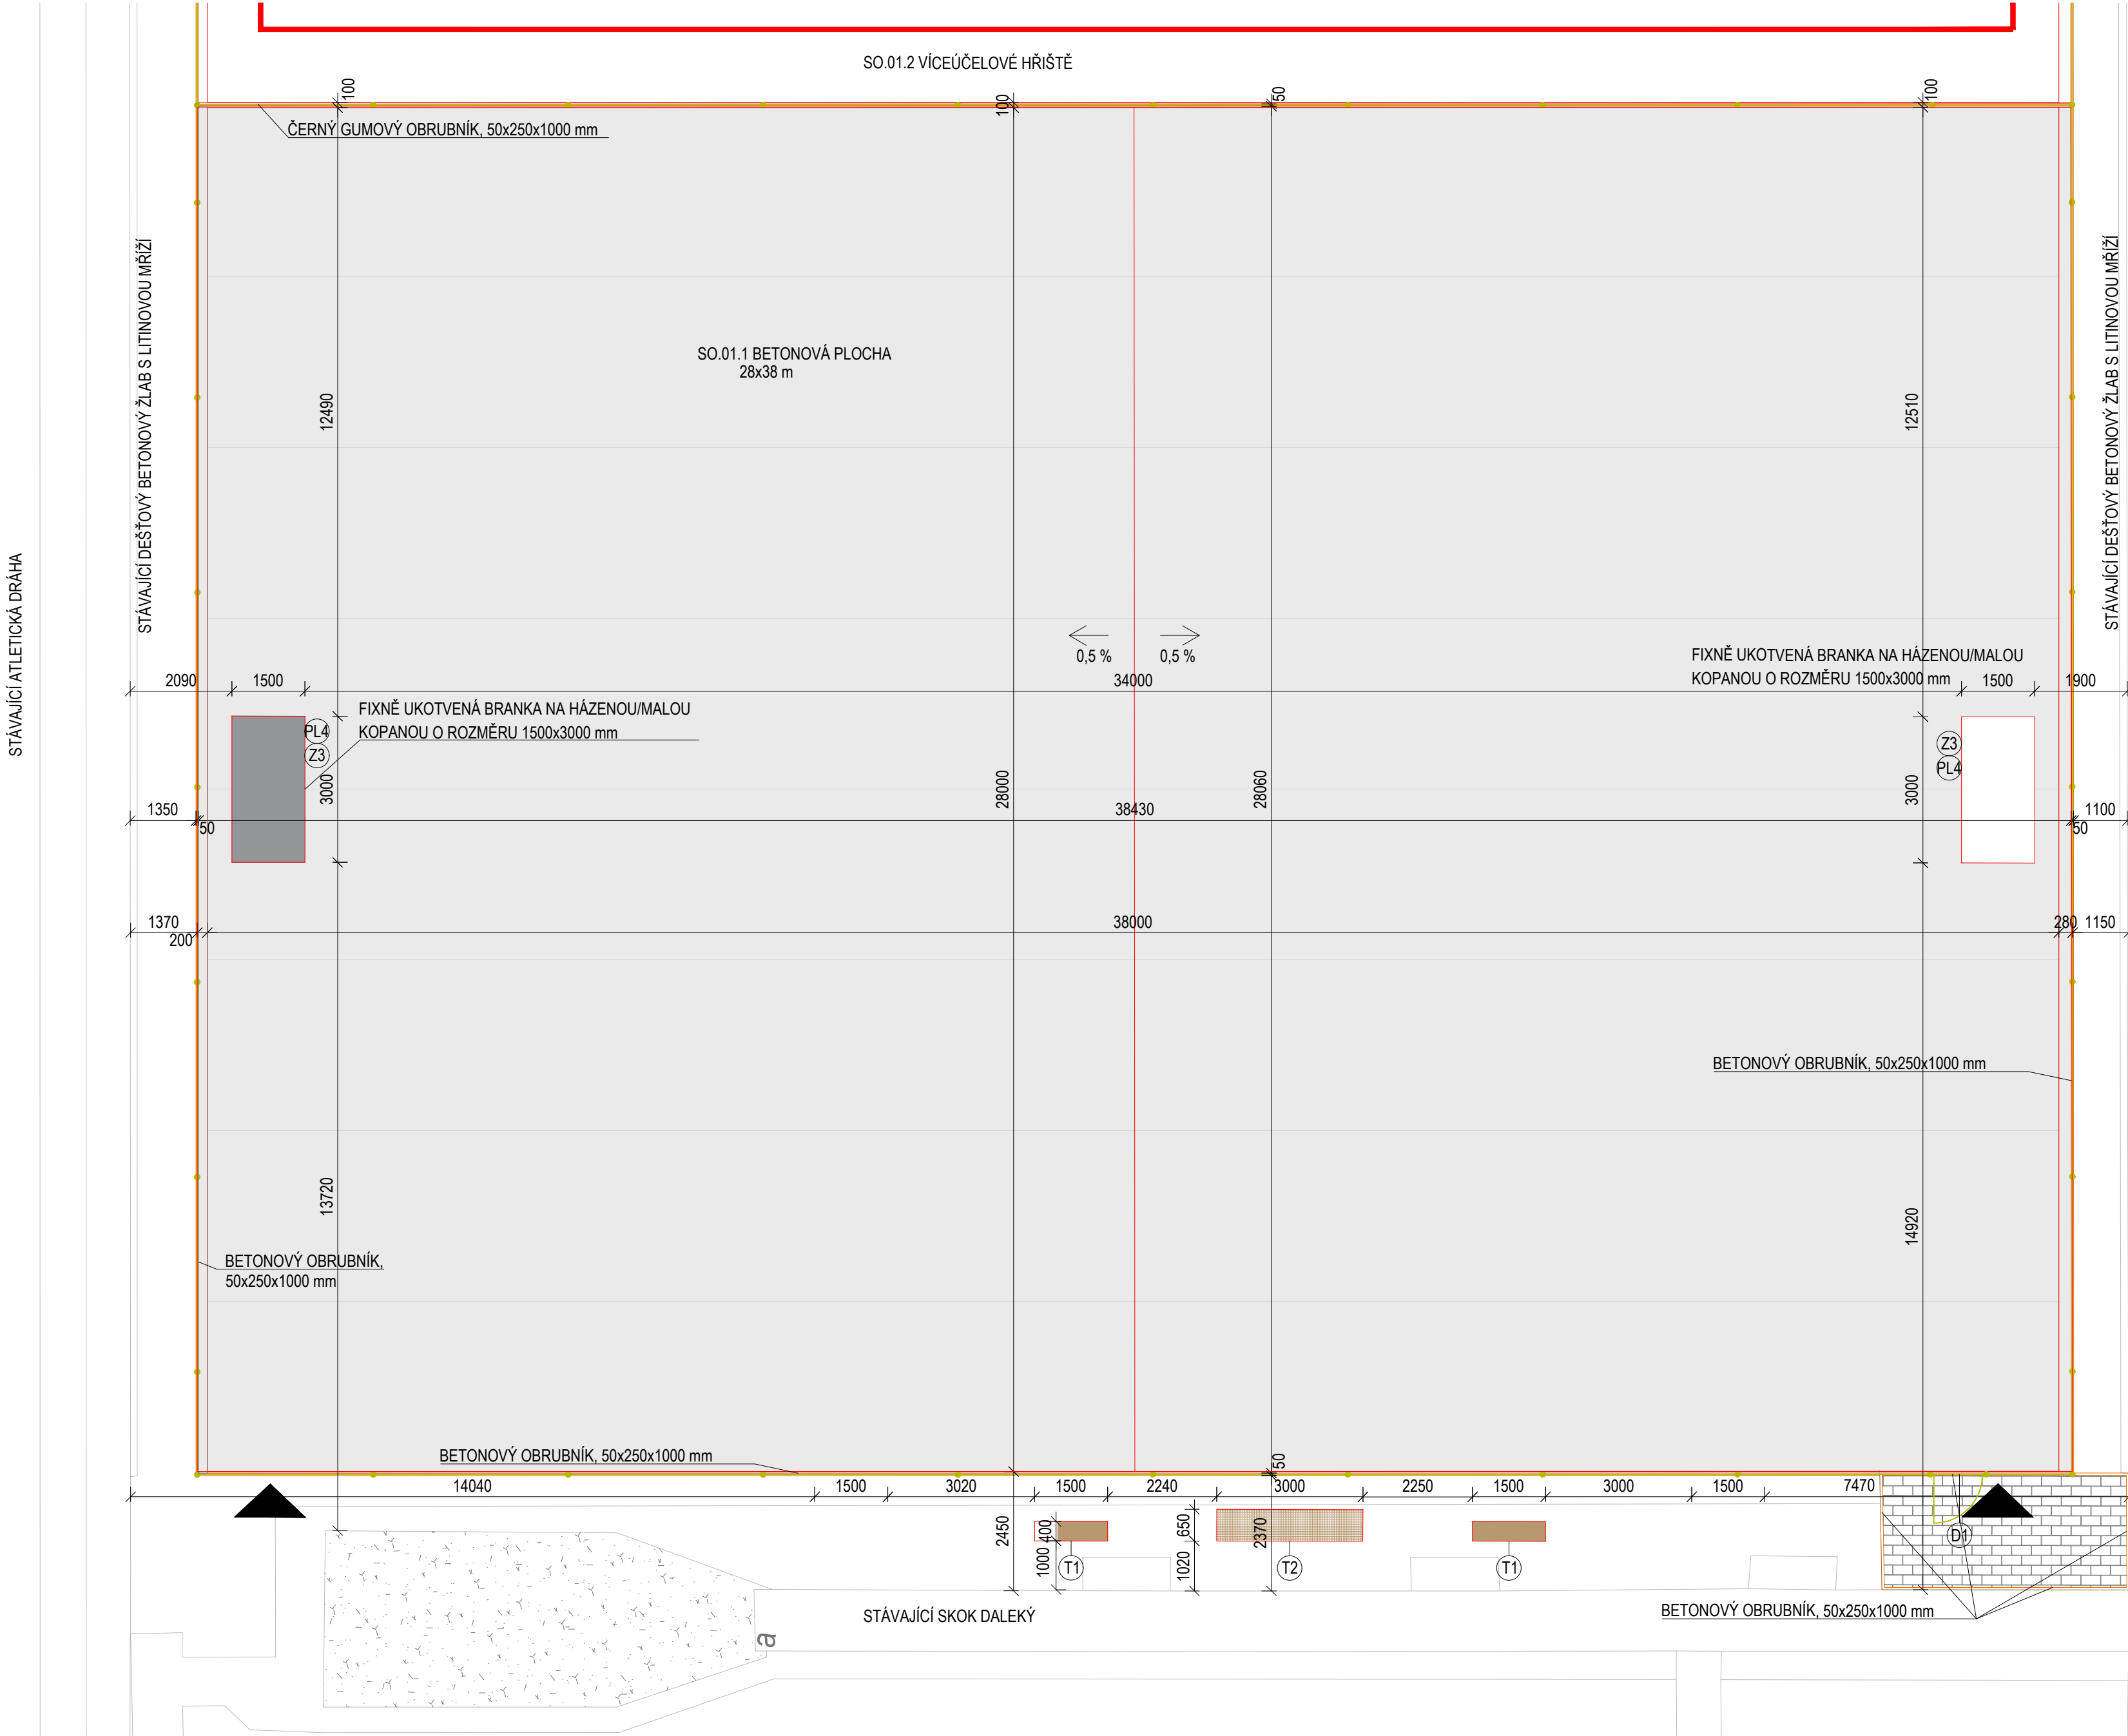 SO.01.2 VÍCEÚČELOVÉ HŘIŠTĚ
100
100
50
100
ČERNÝ GUMOVÝ OBRUBNÍK, 50x250x1000 mm
STÁVAJÍCÍ DEŠŤOVÝ BETONOVÝ ŽLAB S LITINOVOU MŘÍŽÍ
STÁVAJÍCÍ DEŠŤOVÝ BETONOVÝ ŽLAB S LITINOVOU MŘÍŽÍ
SO.01.1 BETONOVÁ PLOCHA
28x38 m
12490
12510
STÁVAJÍCÍ ATLETICKÁ DRÁHA
0,5 %
0,5 %
FIXNĚ UKOTVENÁ BRANKA NA HÁZENOU/MALOU
KOPANOU O ROZMĚRU 1500x3000 mm
2090
1500
34000
1500
1900
FIXNĚ UKOTVENÁ BRANKA NA HÁZENOU/MALOU
KOPANOU O ROZMĚRU 1500x3000 mm
PL4
Z3
Z3
PL4
3000
28000
28060
3000
1350
50
38430
50
1100
1370
200
38000
280
1150
BETONOVÝ OBRUBNÍK, 50x250x1000 mm
13720
14920
BETONOVÝ OBRUBNÍK,
50x250x1000 mm
BETONOVÝ OBRUBNÍK, 50x250x1000 mm
50
14040
1500
3020
1500
2240
3000
2250
1500
3000
1500
7470
2450
400
1000
650
1020
2370
T1
T2
T1
D1
STÁVAJÍCÍ SKOK DALEKÝ
BETONOVÝ OBRUBNÍK, 50x250x1000 mm
a